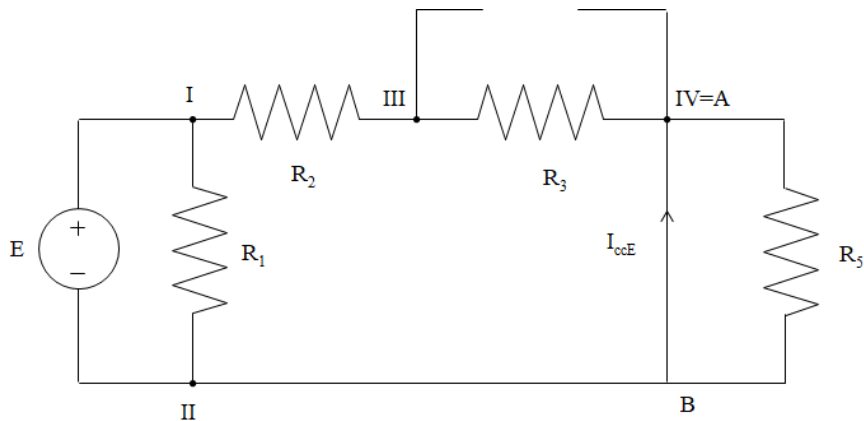 I
III
IV=A
R₂
R₃
+
E
−
R₁
IccE
R₅
II
B